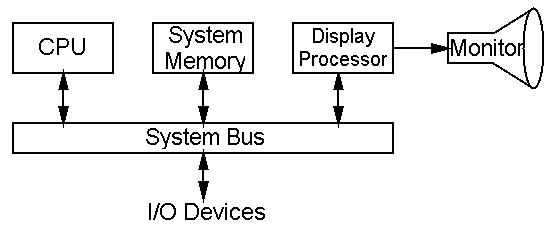 CPU
System
Memory
Display
Processor
Monitor
System Bus
I/O Devices